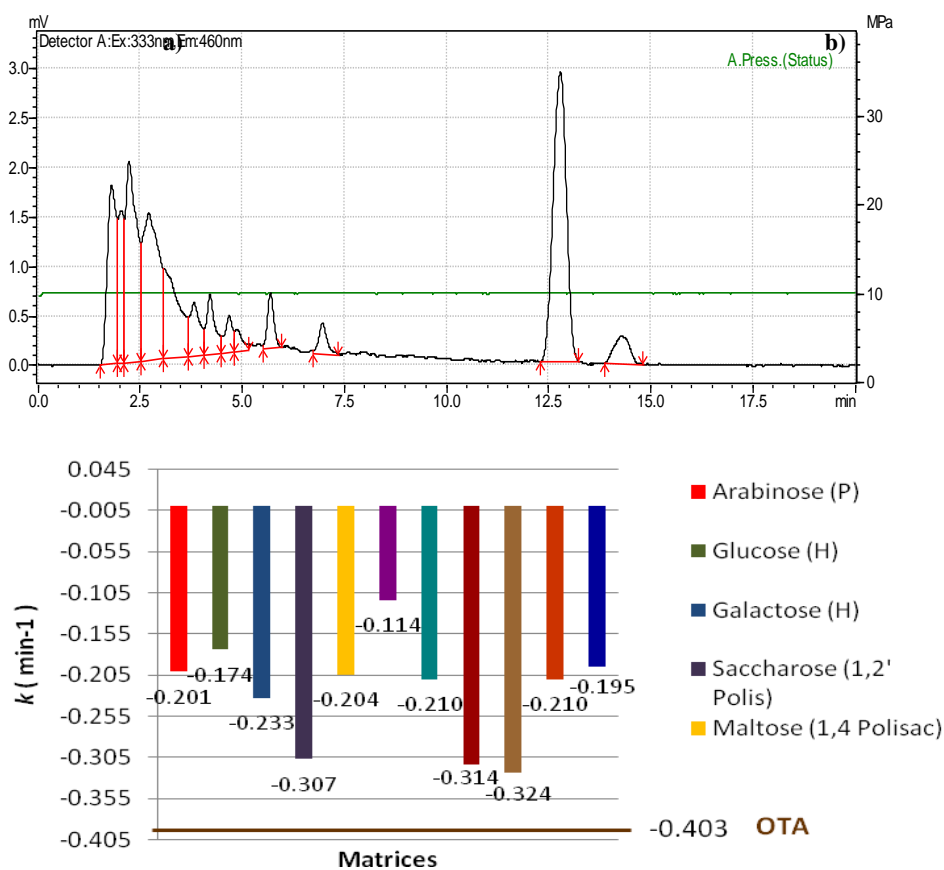 mV
MPa
Detector A:Ex:333nm,Em:460nm
a)
b)
A.Press.(Status)
3.0
2.5
2.0
1.5
1.0
0.5
0.0
30
20
10
0
0.0 2.5 5.0 7.5 10.0 12.5 15.0 17.5 min
0.045
-0.005
-0.055
-0.105
-0.155
-0.205
-0.255
-0.305
-0.355
-0.405
k ( min-1 )
-0.201
-0.174
-0.233
-0.307
-0.204
-0.114
-0.210
-0.314
-0.324
-0.210
-0.195
-0.403 OTA
Matrices
Arabinose (P)
Glucose (H)
Galactose (H)
Saccharose (1,2'
Polis)
Maltose (1,4 Polisac)